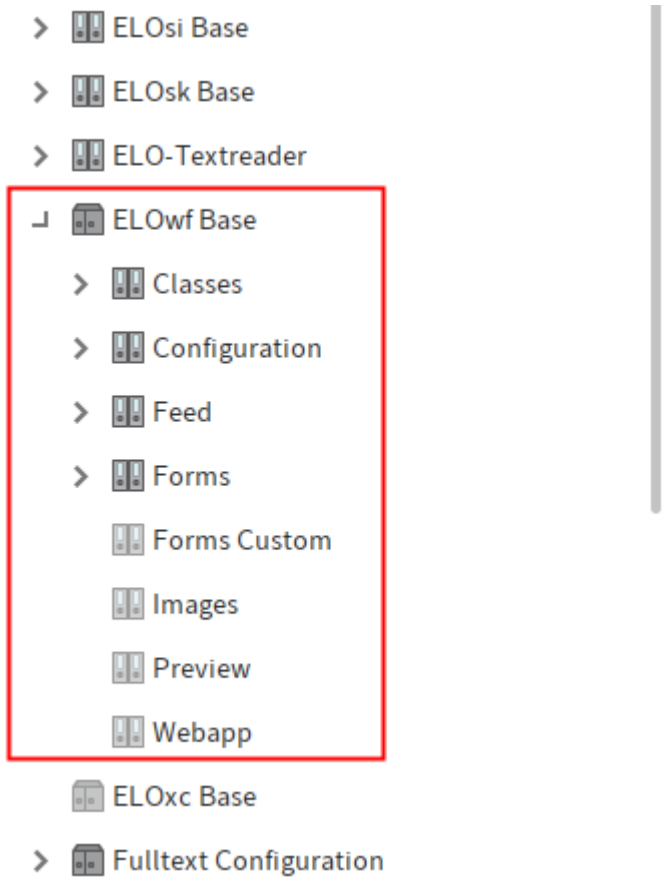 ELOsi Base
ELOsk Base
ELO-Textreader
ELOwf Base
Classes
Configuration
Feed
Forms
Forms Custom
Images
Preview
Webapp
ELOxc Base
Fulltext Configuration